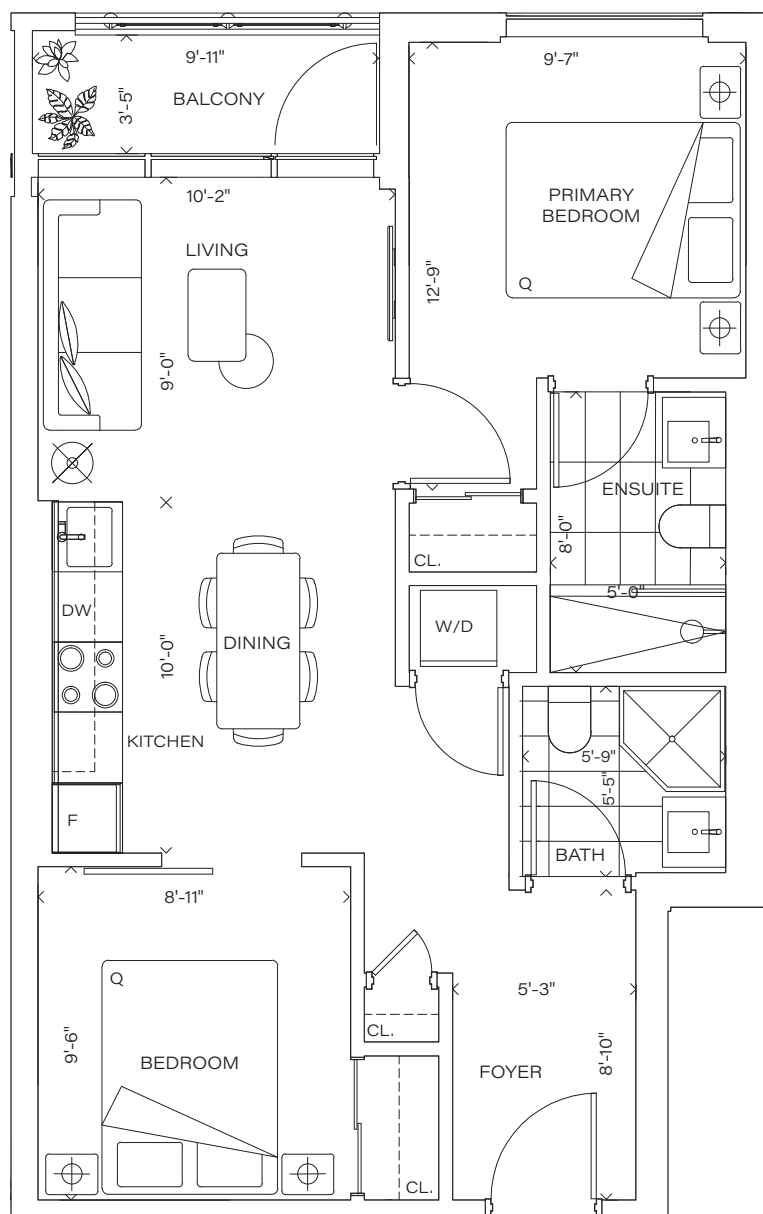 9'-11"
BALCONY
3'-5"
9'-7"
PRIMARY
BEDROOM
Q
12'-9"
10'-2"
LIVING
9'-0"
ENSUITE
8'-0"
5'-0"
CL.
W/D
DW
DINING
10'-0"
KITCHEN
F
5'-9"
5'-5"
BATH
8'-11"
Q
9'-6"
BEDROOM
CL.
CL.
5'-3"
FOYER
8'-10"